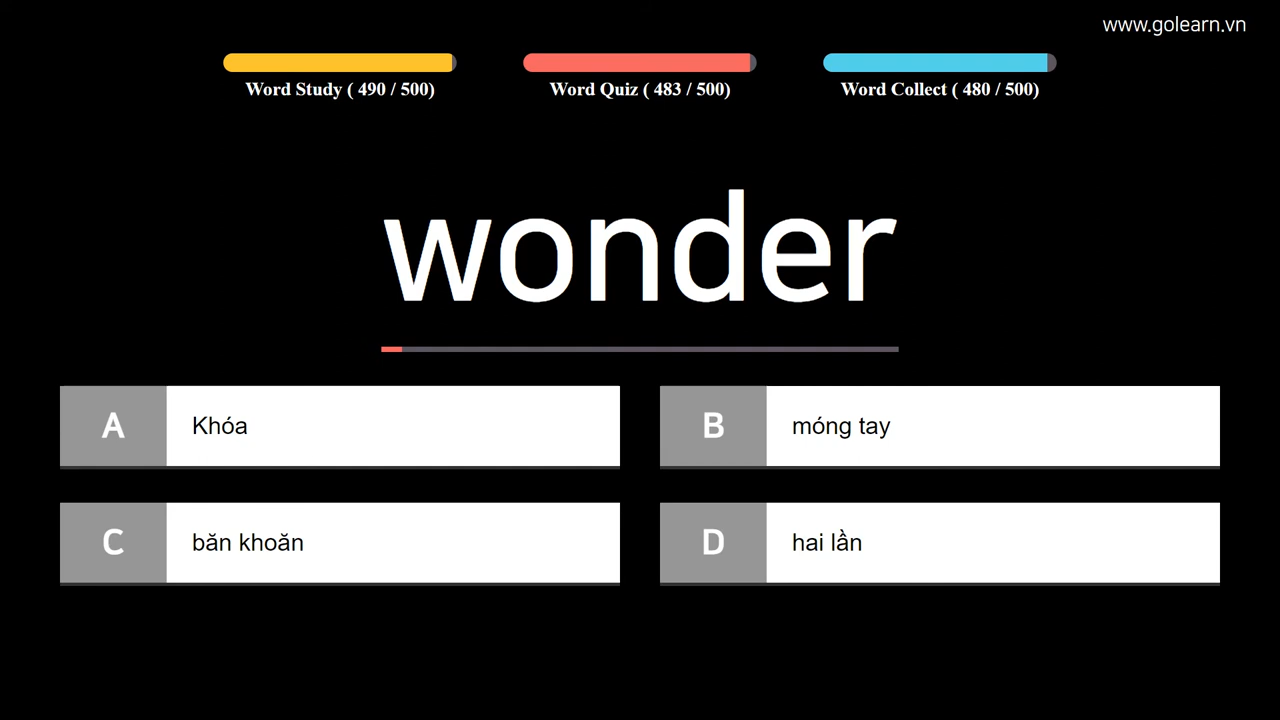 www.golearn.vn
Word Study ( 490 / 500)
Word Quiz ( 483 / 500)
Word Collect ( 480 / 500)
wonder
A Khóa
B móng tay
C băn khoăn
D hai lần